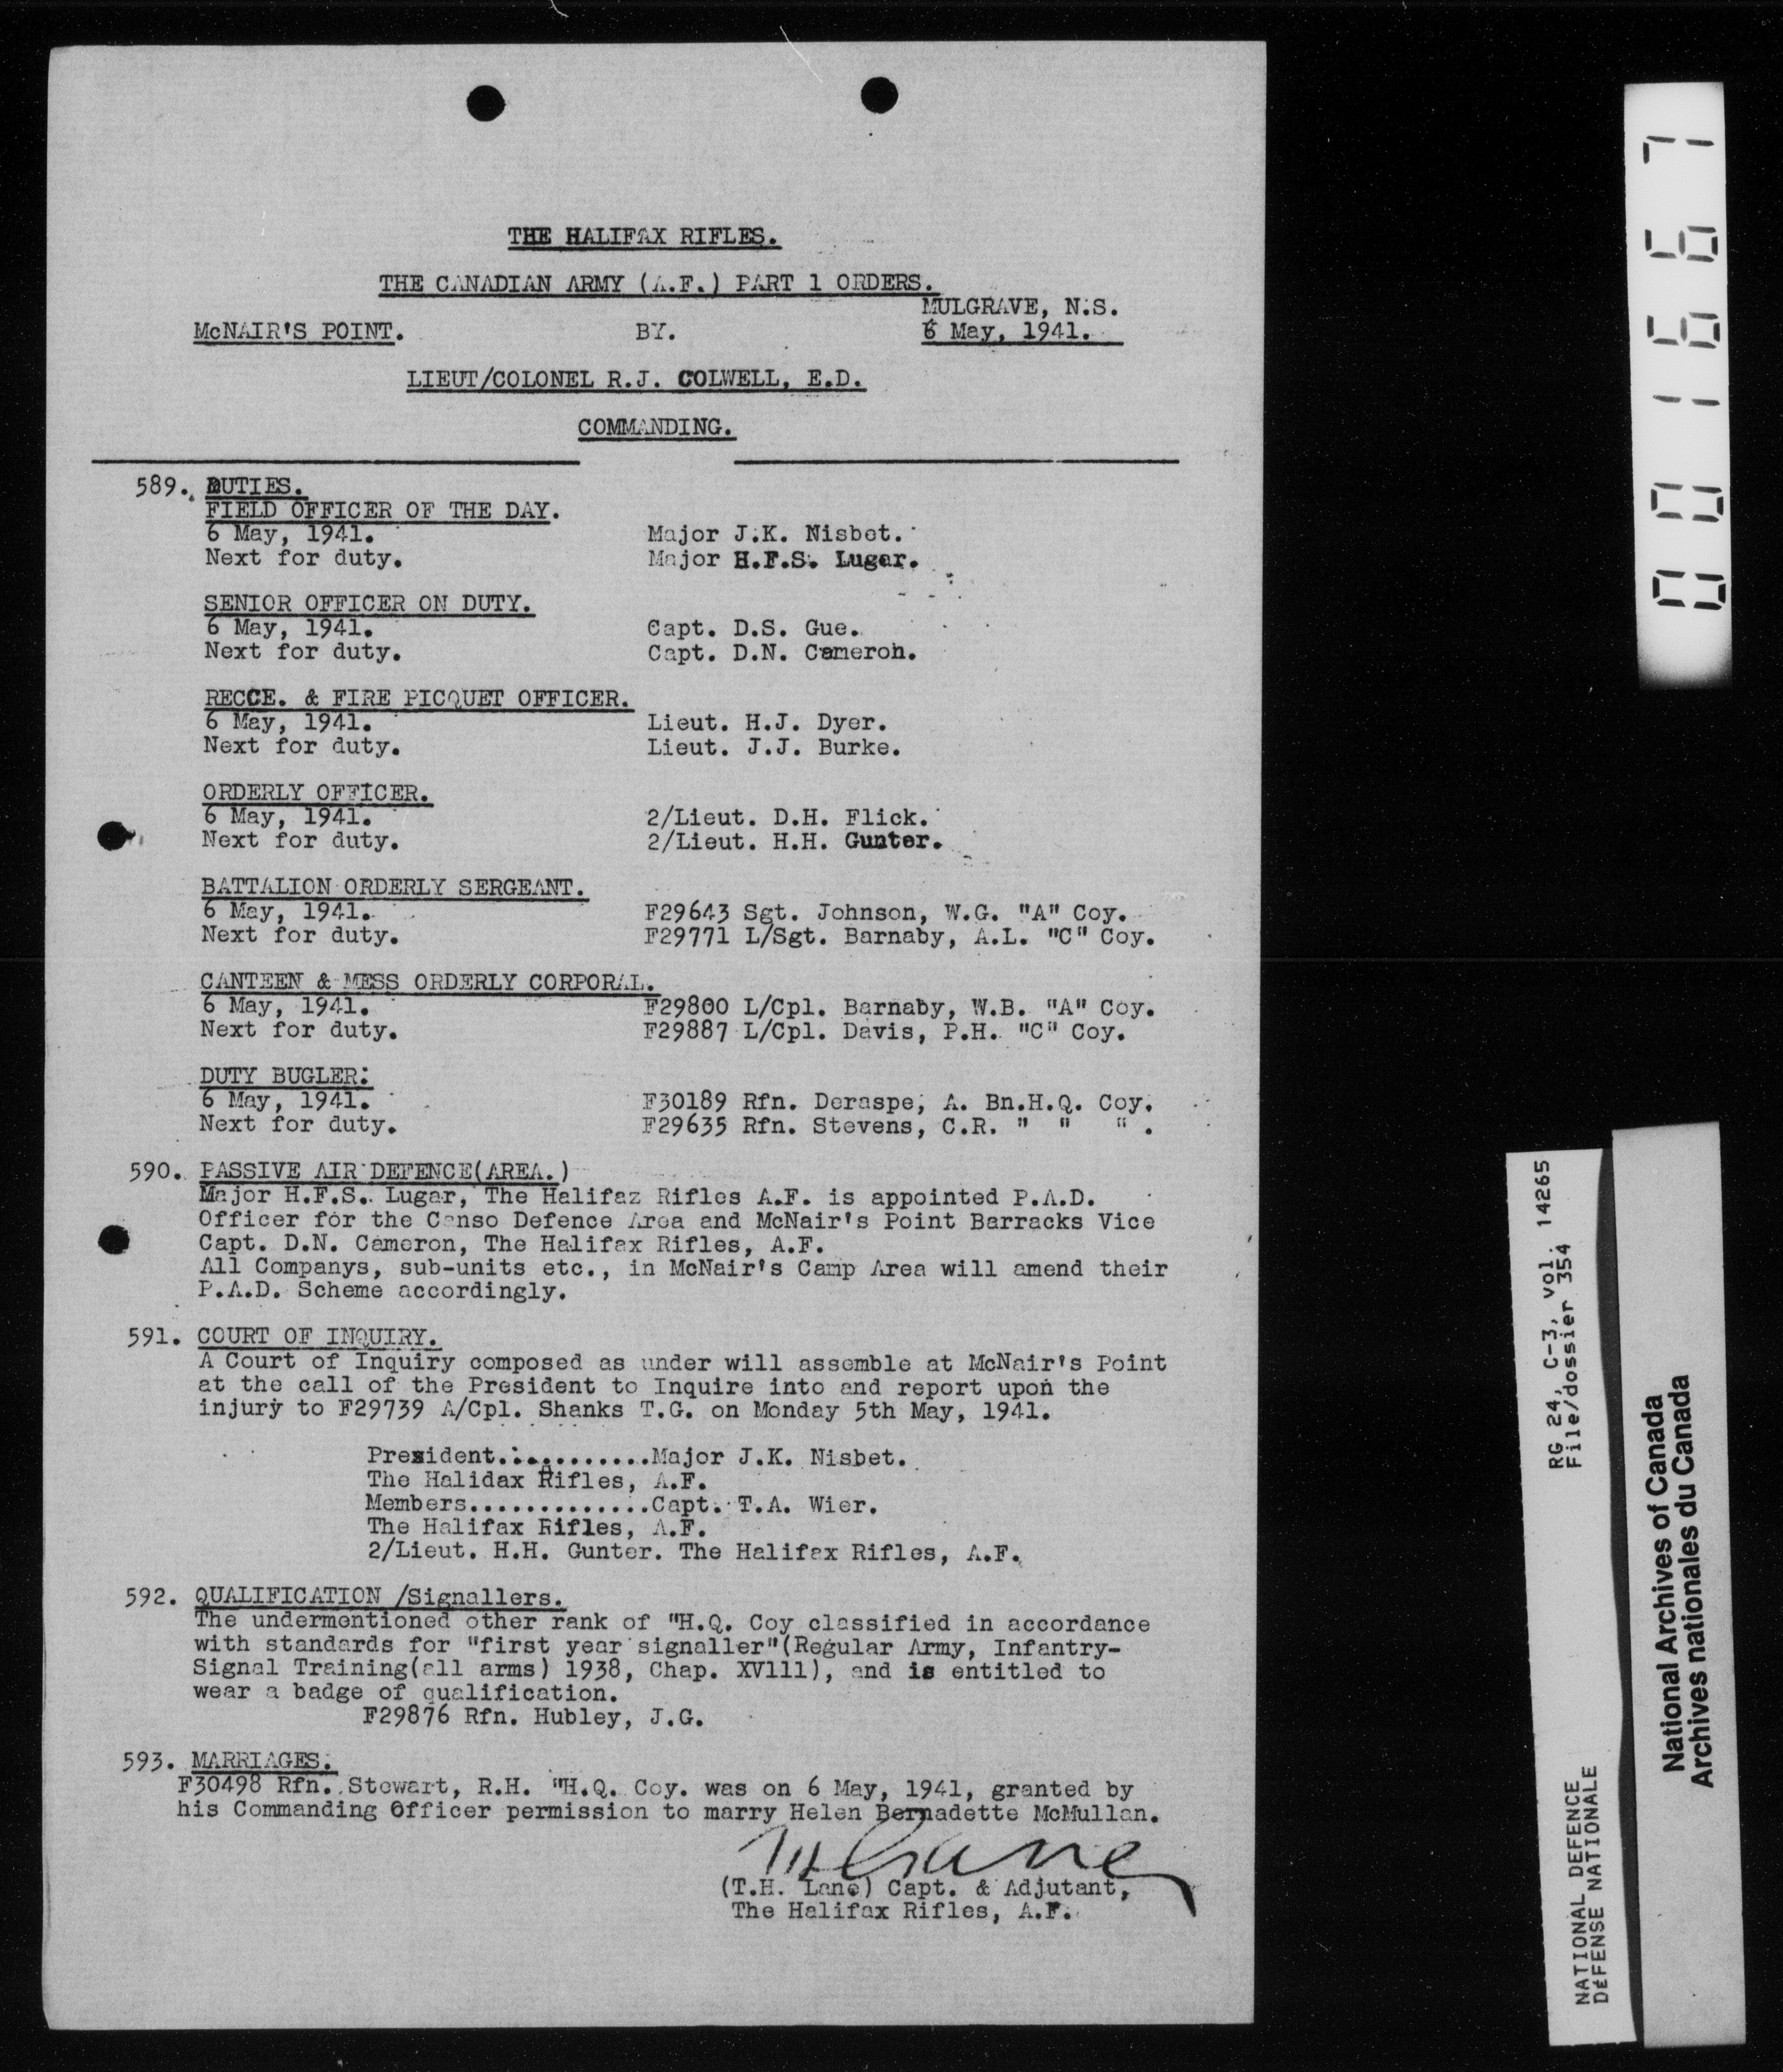 THE HALIFAX RIFLES.
THE CANADIAN ARMY (A.F.) PART 1 ORDERS.
MULGRAVE, N.S.
McNAIR'S POINT. BY. 6 May, 1941.
LIEUT/COLONEL R.J. COLWELL, E.D.
COMMANDING.
589. DUTIES.
FIELD OFFICER OF THE DAY.
6 May, 1941. Major J.K. Nisbet.
Next for duty. Major H.F.S. Lugar.
SENIOR OFFICER ON DUTY.
6 May, 1941. Capt. D.S. Gue.
Next for duty. Capt. D.N. Cameron.
RECCE. & FIRE PICQUET OFFICER.
6 May, 1941. Lieut. H.J. Dyer.
Next for duty. Lieut. J.J. Burke.
ORDERLY OFFICER.
6 May, 1941. 2/Lieut. D.H. Flick.
Next for duty. 2/Lieut. H.H. Gunter.
BATTALION ORDERLY SERGEANT.
6 May, 1941. F29643 Sgt. Johnson, W.G. "A" Coy.
Next for duty. F29771 L/Sgt. Barnaby, A.L. "C" Coy.
CANTEEN & MESS ORDERLY CORPORAL.
6 May, 1941. F29800 L/Cpl. Barnaby, W.B. "A" Coy.
Next for duty. F29887 L/Cpl. Davis, P.H. "C" Coy.
DUTY BUGLER:
6 May, 1941. F30189 Rfn. Deraspe, A. Bn.H.Q. Coy.
Next for duty. F29635 Rfn. Stevens, C.R. " " " .
590. PASSIVE AIR DEFENCE(AREA.)
Major H.F.S. Lugar, The Halifaz Rifles A.F. is appointed P.A.D.
Officer for the Canso Defence Area and McNair's Point Barracks Vice
Capt. D.N. Cameron, The Halifax Rifles, A.F.
All Companys, sub-units etc., in McNair's Camp Area will amend their
P.A.D. Scheme accordingly.
591. COURT OF INQUIRY.
A Court of Inquiry composed as under will assemble at McNair's Point
at the call of the President to Inquire into and report upon the
injury to F29739 A/Cpl. Shanks T.G. on Monday 5th May, 1941.
President............Major J.K. Nisbet.
The Halidax Rifles, A.F.
Members.............Capt. T.A. Wier.
The Halifax Rifles, A.F.
2/Lieut. H.H. Gunter. The Halifax Rifles, A.F.
592. QUALIFICATION /Signallers.
The undermentioned other rank of "H.Q. Coy classified in accordance
with standards for "first year signaller"(Regular Army, Infantry-
Signal Training(all arms) 1938, Chap. XVlll), and is entitled to
wear a badge of qualification.
F29876 Rfn. Hubley, J.G.
593. MARRIAGES.
F30498 Rfn. Stewart, R.H. "H.Q. Coy. was on 6 May, 1941, granted by
his Commanding Officer permission to marry Helen Bernadette McMullan.
THLane
(T.H. Lane) Capt. & Adjutant,
The Halifax Rifles, A.F.
001667
RG 24, C-3, vol. 14265
File/dossier 354
NATIONAL DEFENCE
DÉFENSE NATIONALE
National Archives of Canada
Archives nationales du Canada